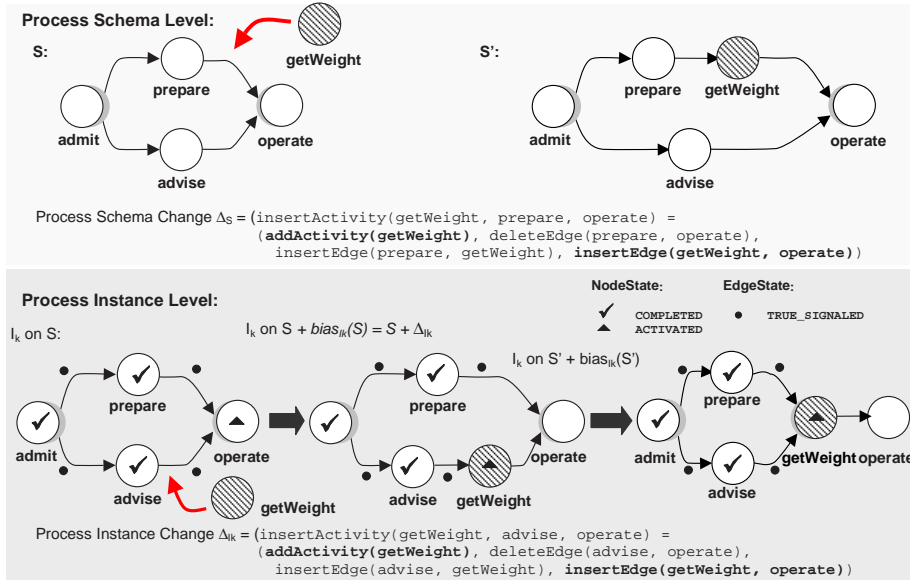 Process Schema Level:
S:
getWeight
S':
prepare
prepare
getWeight
admit
operate
admit
operate
advise
advise
Process Schema Change ΔS = (insertActivity(getWeight, prepare, operate) =
(addActivity(getWeight), deleteEdge(prepare, operate),
insertEdge(prepare, getWeight), insertEdge(getWeight, operate))
Process Instance Level:
NodeState:
EdgeState:
COMPLETED
TRUE_SIGNALED
ACTIVATED
Ik on S:
Ik on S + biasIk(S) = S + ΔIk
Ik on S' + biasIk(S')
prepare
prepare
prepare
admit
operate
admit
operate
admit
getWeight
operate
advise
getWeight
advise
getWeight
advise
Process Instance Change ΔIk = (insertActivity(getWeight, advise, operate) =
(addActivity(getWeight), deleteEdge(advise, operate),
insertEdge(advise, getWeight), insertEdge(getWeight, operate))